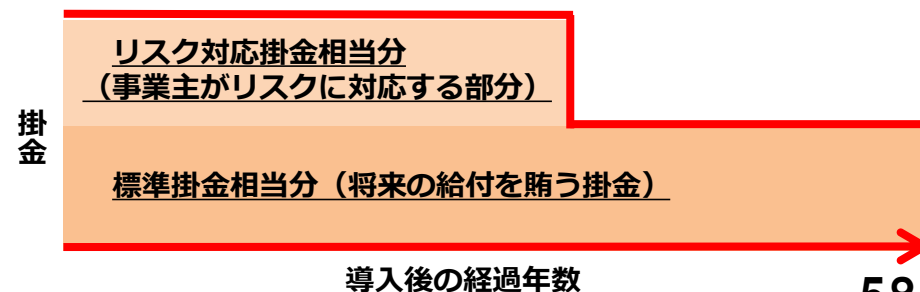 リスク対応掛金相当分
（事業主がリスクに対応する部分）
掛金
標準掛金相当分（将来の給付を賄う掛金）
導入後の経過年数
58